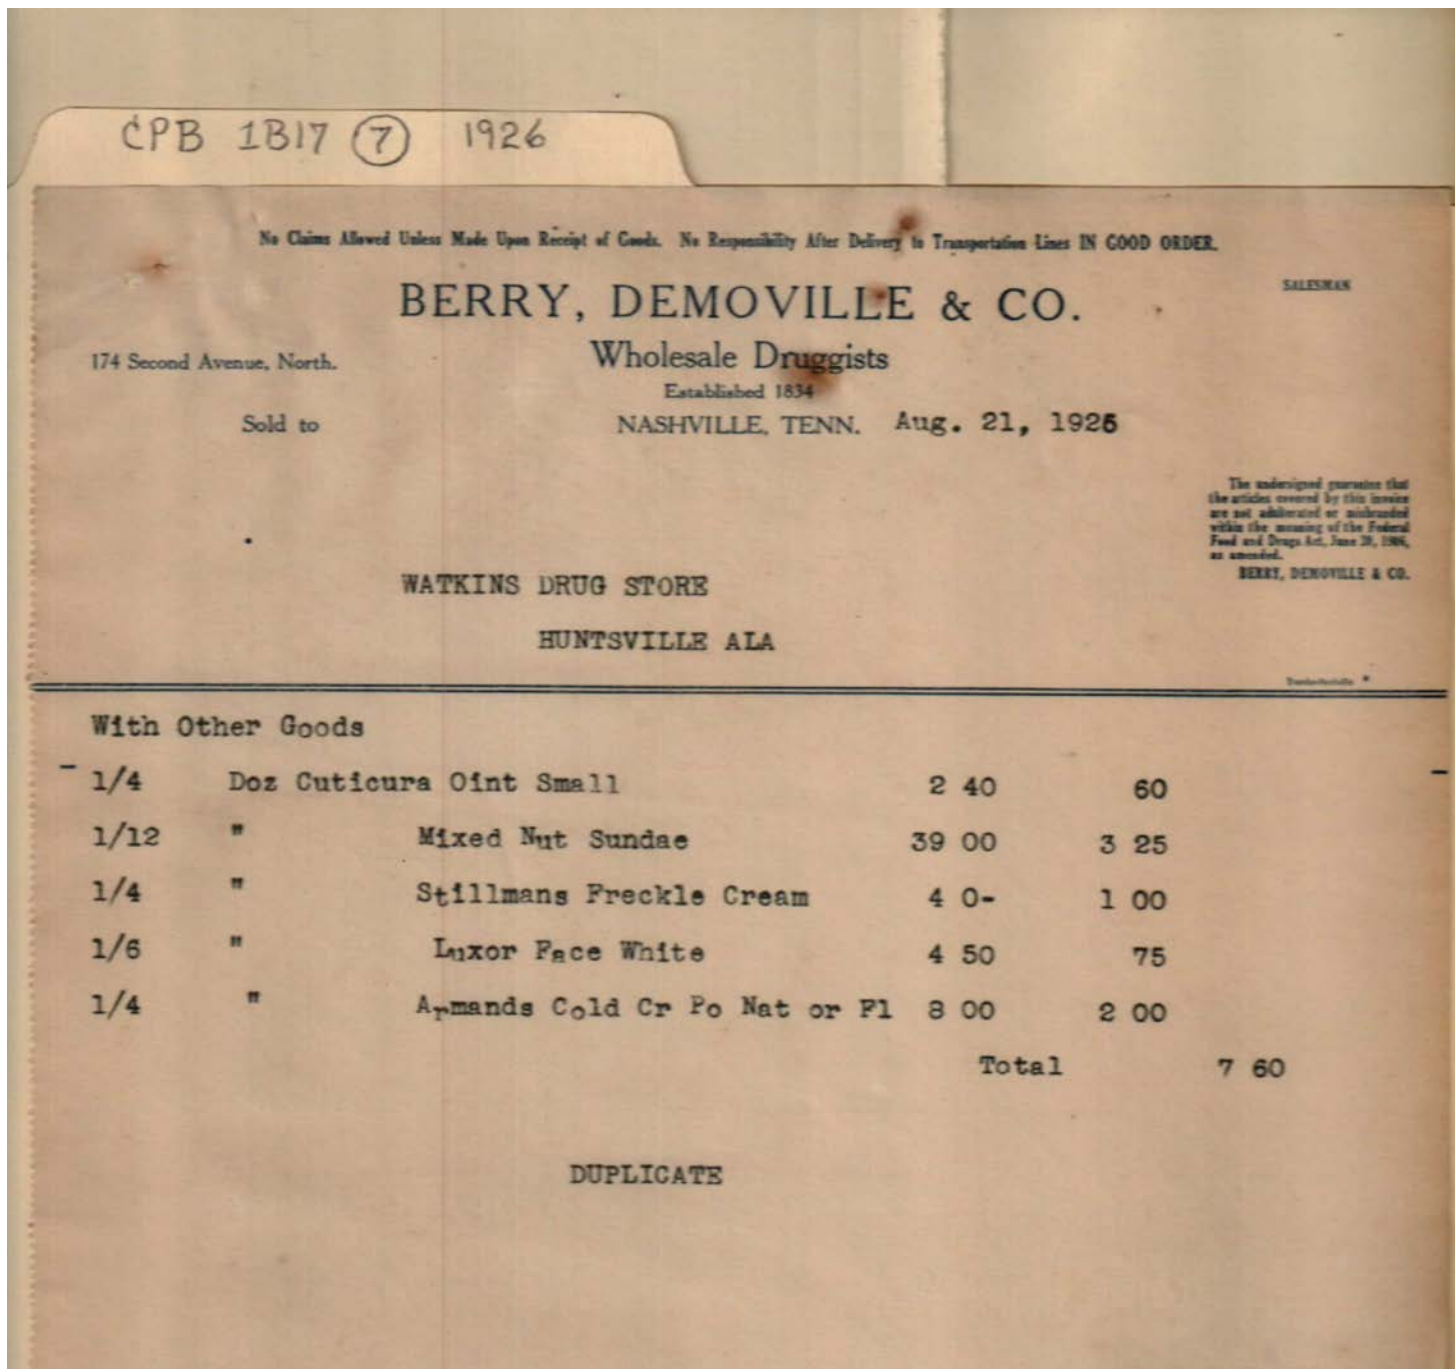 CPB 1B17 (7) 1926
No Claims Allowed Unless Made Upon Receipt of Goods. No Responsibility After Delivery to Transportation Lines IN GOOD ORDER.
SALESMAN
BERRY, DEMOVILLE & CO.
174 Second Avenue, North.
Wholesale Druggists
Established 1834
Sold to
NASHVILLE, TENN. Aug. 21, 1926
The undersigned guarantee that
the articles covered by this invoice
are not adulterated or misbranded
within the meaning of the Federal
Food and Drugs Act, June 30, 1906,
as amended.
BERRY, DEMOVILLE & CO.
WATKINS DRUG STORE
HUNTSVILLE ALA
With Other Goods
1/4 Doz Cuticura Oint Small 2 40 60
1/12 " Mixed Nut Sundae 39 00 3 25
1/4 " Stillmans Freckle Cream 4 0- 1 00
1/6 " Luxor Face White 4 50 75
1/4 " Armands Cold Cr Po Nat or Fl 8 00 2 00
Total 7 60
DUPLICATE